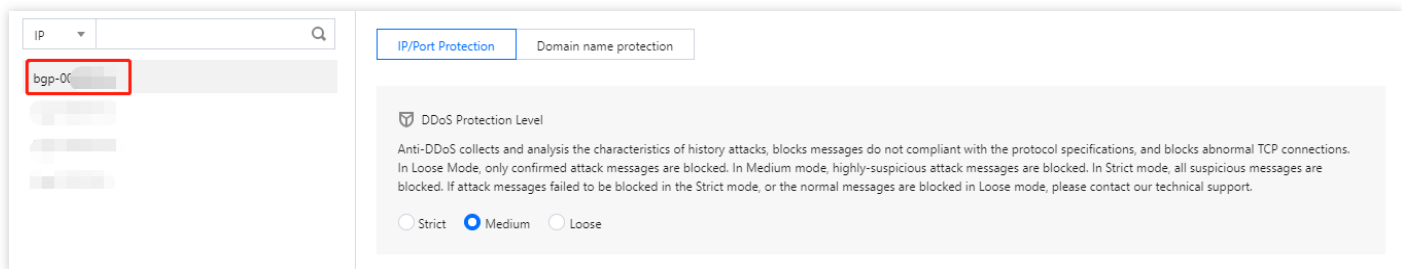 IP
bgp-00
IP/Port Protection
Domain name protection
DDoS Protection Level
Anti-DDoS collects and analysis the characteristics of history attacks, blocks messages do not compliant with the protocol specifications, and blocks abnormal TCP connections.
In Loose Mode, only confirmed attack messages are blocked. In Medium mode, highly-suspicious attack messages are blocked. In Strict mode, all suspicious messages are
blocked. If attack messages failed to be blocked in the Strict mode, or the normal messages are blocked in Loose mode, please contact our technical support.
Strict Medium Loose